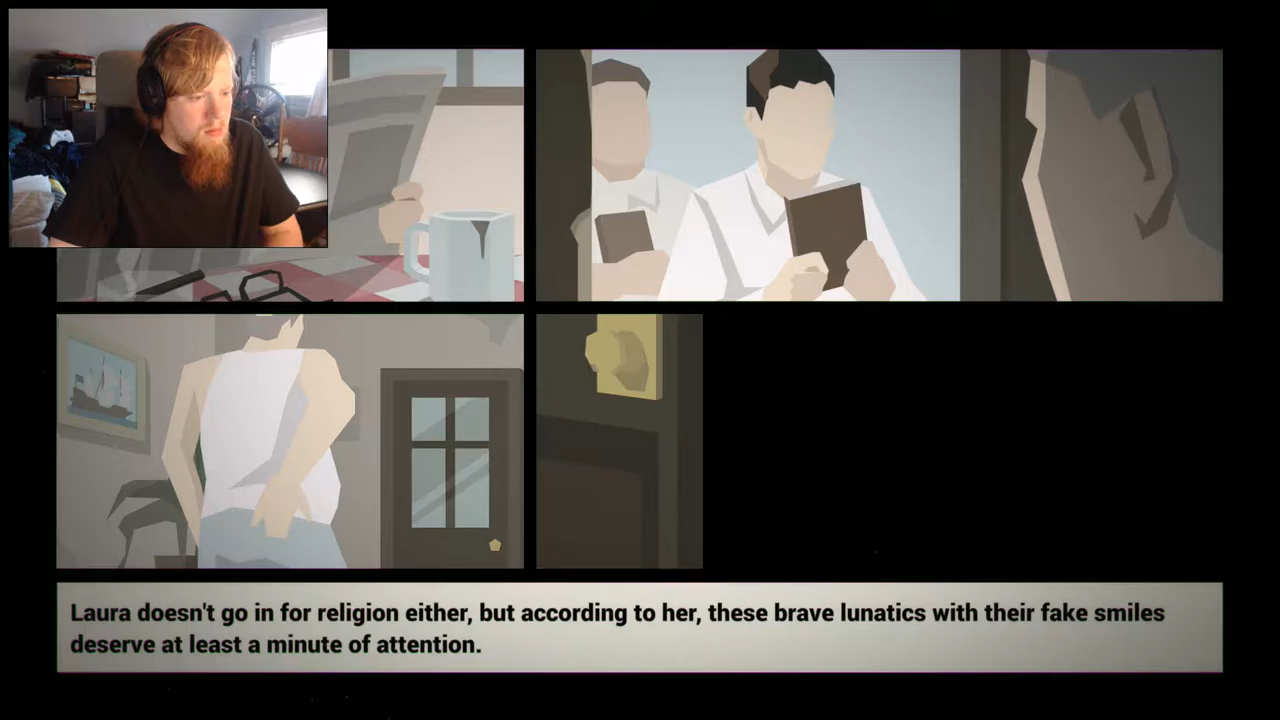 Laura doesn't go in for religion either, but according to her, these brave lunatics with their fake smiles
deserve at least a minute of attention.